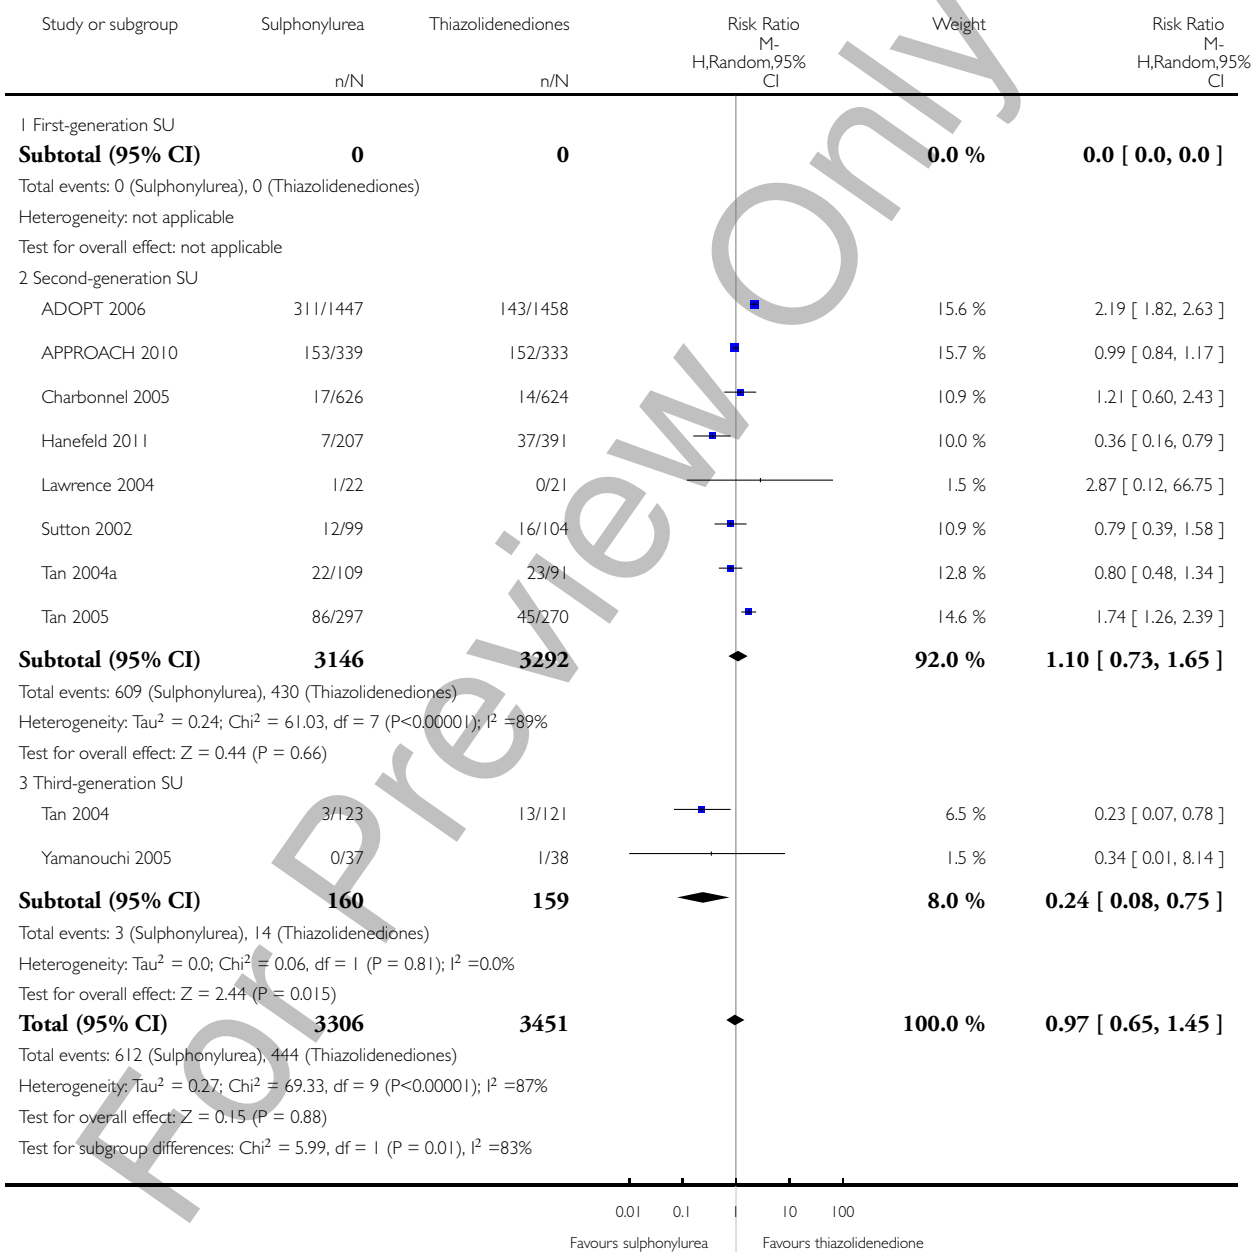 Study or subgroup Sulphonylurea Thiazolidenediones Risk Ratio Weight Risk Ratio
M- M-
H,Random,95% H,Random,95%
n/N n/N CI CI
1 First-generation SU
Subtotal (95% CI) 0 0 0.0 % 0.0 [ 0.0, 0.0 ]
Total events: 0 (Sulphonylurea), 0 (Thiazolidenediones)
Heterogeneity: not applicable
Test for overall effect: not applicable
2 Second-generation SU
ADOPT 2006 311/1447 143/1458 15.6 % 2.19 [ 1.82, 2.63 ]
APPROACH 2010 153/339 152/333 15.7 % 0.99 [ 0.84, 1.17 ]
Charbonnel 2005 17/626 14/624 10.9 % 1.21 [ 0.60, 2.43 ]
Hanefeld 2011 7/207 37/391 10.0 % 0.36 [ 0.16, 0.79 ]
Lawrence 2004 1/22 0/21 1.5 % 2.87 [ 0.12, 66.75 ]
Sutton 2002 12/99 16/104 10.9 % 0.79 [ 0.39, 1.58 ]
Tan 2004a 22/109 23/91 12.8 % 0.80 [ 0.48, 1.34 ]
Tan 2005 86/297 45/270 14.6 % 1.74 [ 1.26, 2.39 ]
Subtotal (95% CI) 3146 3292 92.0 % 1.10 [ 0.73, 1.65 ]
Total events: 609 (Sulphonylurea), 430 (Thiazolidenediones)
Heterogeneity: Tau² = 0.24; Chi² = 61.03, df = 7 (P<0.00001); I² =89%
Test for overall effect: Z = 0.44 (P = 0.66)
3 Third-generation SU
Tan 2004 3/123 13/121 6.5 % 0.23 [ 0.07, 0.78 ]
Yamanouchi 2005 0/37 1/38 1.5 % 0.34 [ 0.01, 8.14 ]
Subtotal (95% CI) 160 159 8.0 % 0.24 [ 0.08, 0.75 ]
Total events: 3 (Sulphonylurea), 14 (Thiazolidenediones)
Heterogeneity: Tau² = 0.0; Chi² = 0.06, df = 1 (P = 0.81); I² =0.0%
Test for overall effect: Z = 2.44 (P = 0.015)
Total (95% CI) 3306 3451 100.0 % 0.97 [ 0.65, 1.45 ]
Total events: 612 (Sulphonylurea), 444 (Thiazolidenediones)
Heterogeneity: Tau² = 0.27; Chi² = 69.33, df = 9 (P<0.00001); I² =87%
Test for overall effect: Z = 0.15 (P = 0.88)
Test for subgroup differences: Chi² = 5.99, df = 1 (P = 0.01), I² =83%
0.01 0.1 1 10 100
Favours sulphonylurea Favours thiazolidenedione
For Preview Only